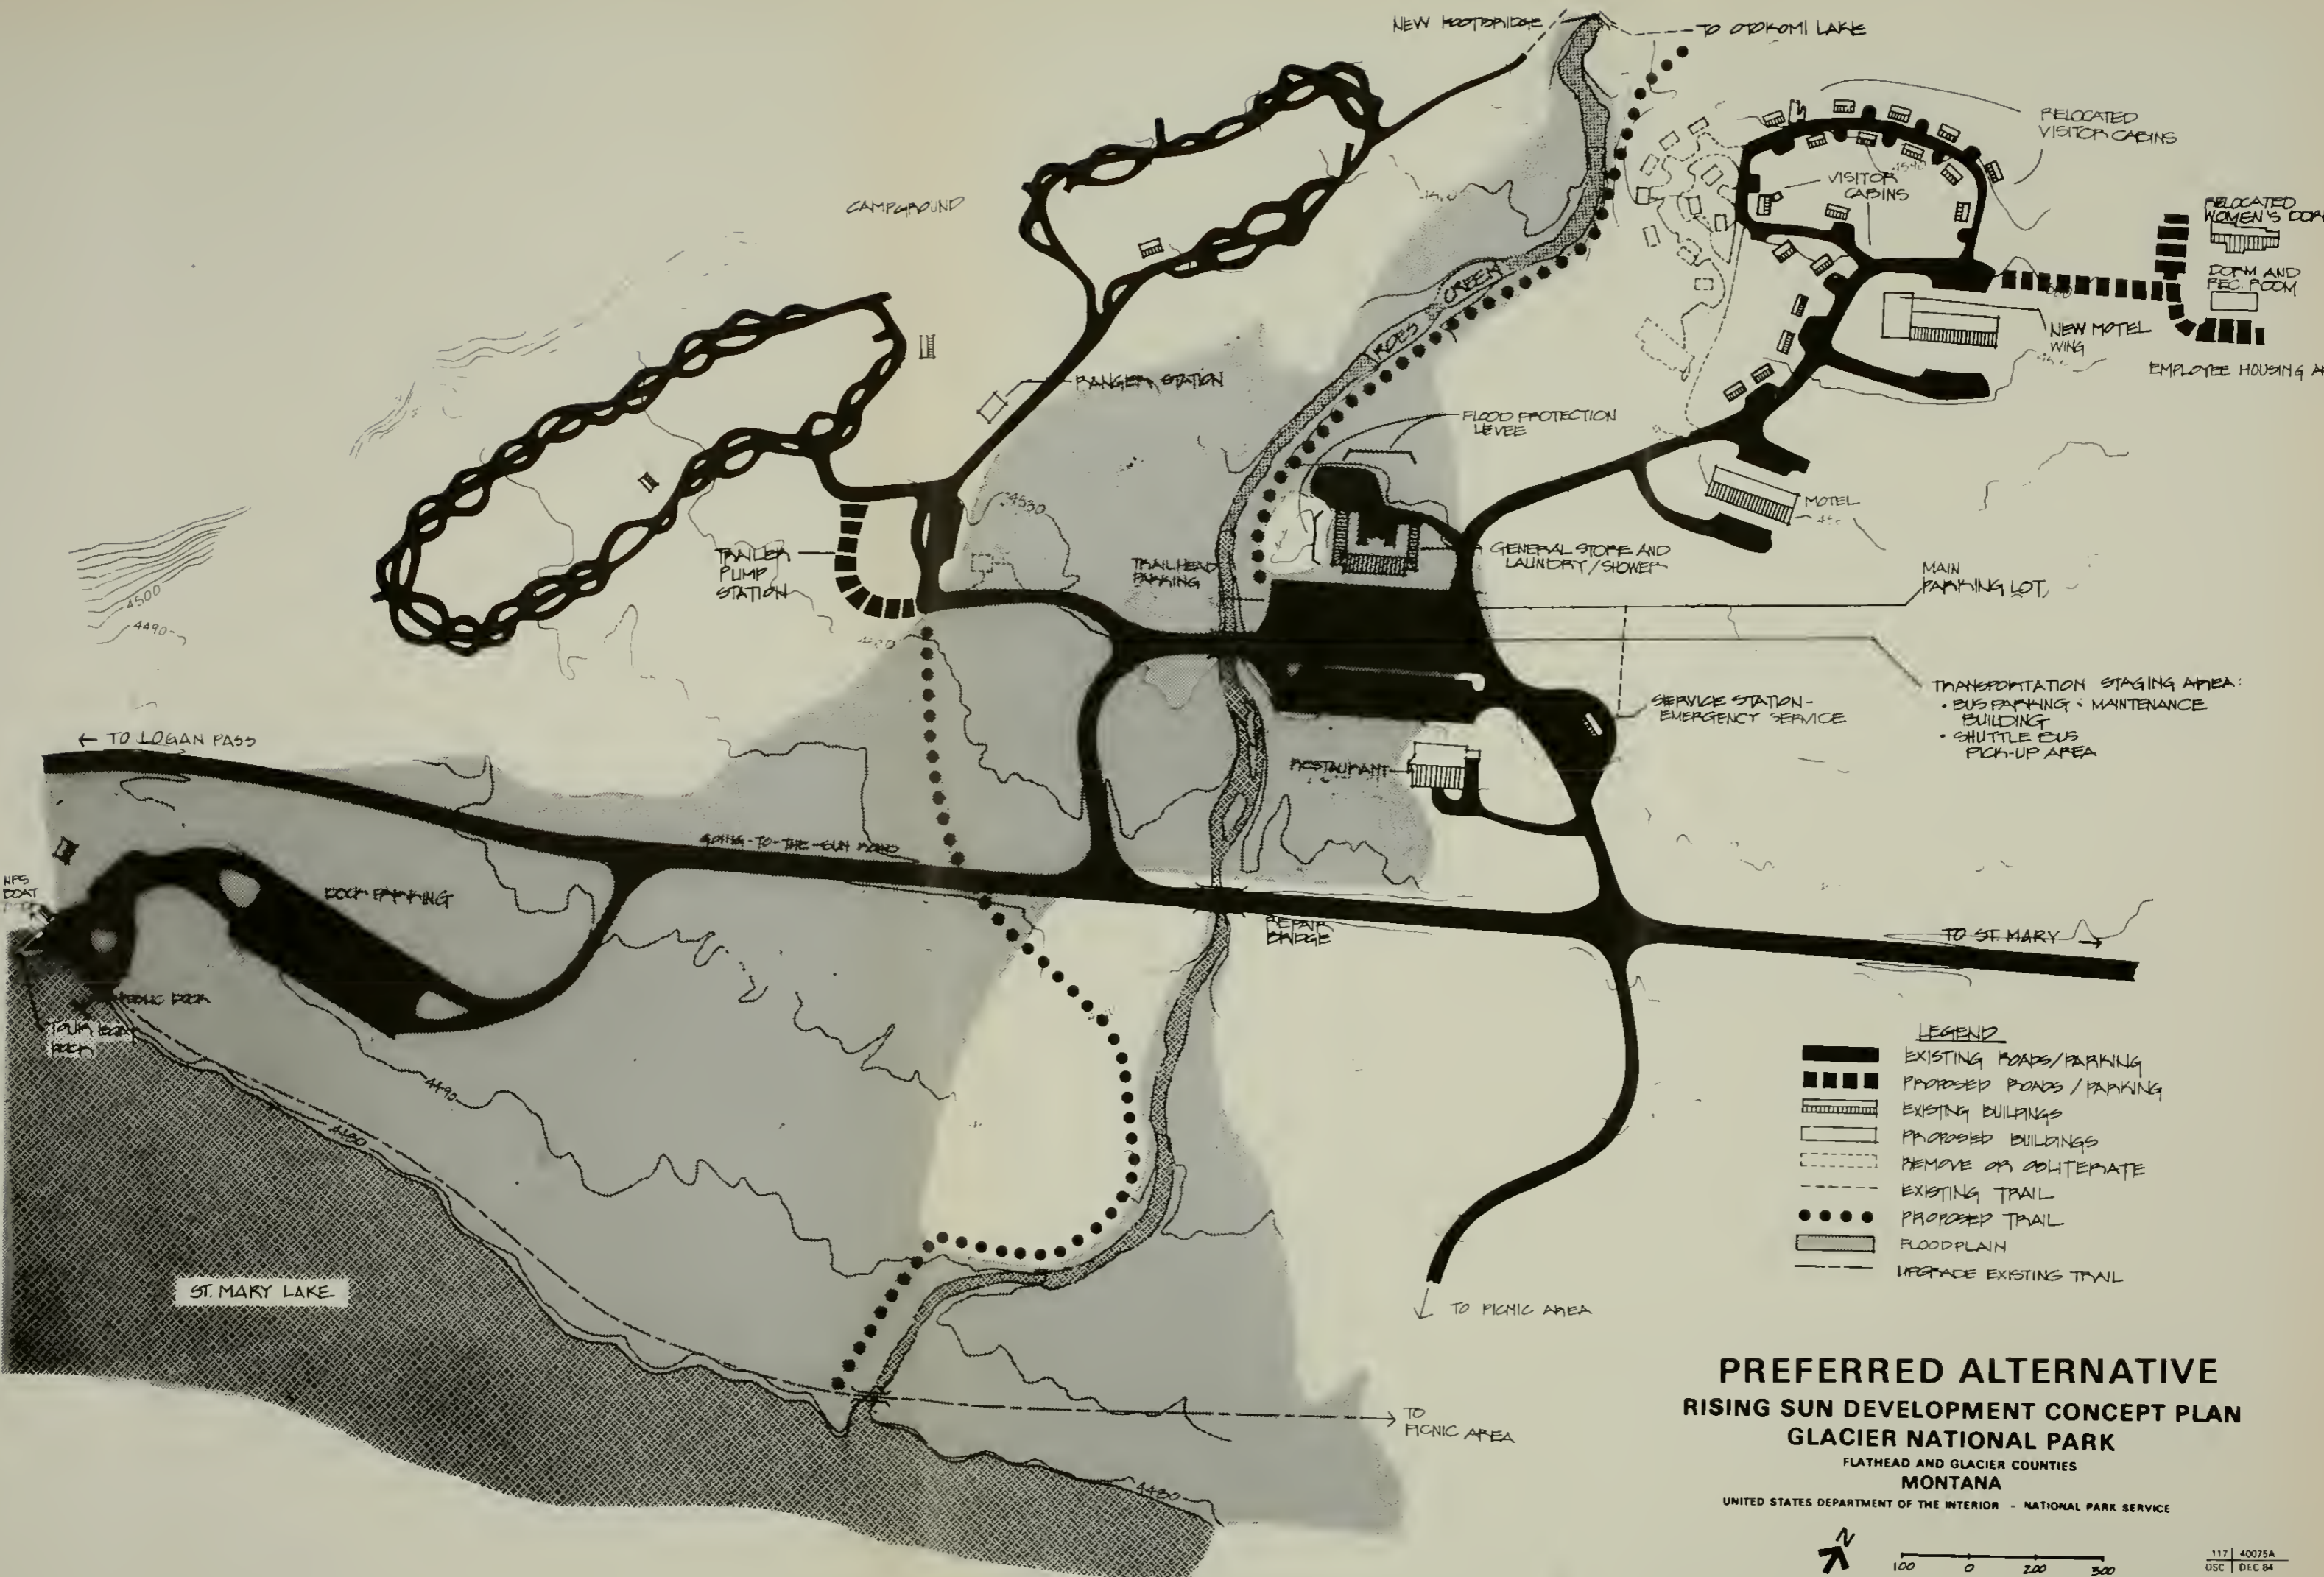 NEW FOOTBRIDGE
TO OTOKOMI LAKE
RELOCATED
VISITOR CABINS
VISITOR
CABINS
CAMPGROUND
RELOCATED
WOMEN'S DOR
DORM AND
REC. ROOM
NEW MOTEL
WING
EMPLOYEE HOUSING A
ROES CREEK
RANGER STATION
FLOOD PROTECTION
LEVEE
MOTEL
4530
TRAILER
PUMP
STATION
TRAILHEAD
PARKING
GENERAL STORE AND
LAUNDRY/SHOWER
MAIN
PARKING LOT
4500
4490
TRANSPORTATION STAGING AREA:
• BUS PARKING & MAINTENANCE
BUILDING
• SHUTTLE BUS
PICK-UP AREA
SERVICE STATION-
EMERGENCY SERVICE
← TO LOGAN PASS
RESTAURANT
GOING-TO-THE-SUN ROAD
NPS
BOAT
DOCK PARKING
REPAIR
BRIDGE
TO ST. MARY →
PUBLIC DOCK
TOUR BOAT
DOCK
4490
4480
ST. MARY LAKE
TO PICNIC AREA
TO
PICNIC AREA
4480
LEGEND
EXISTING ROADS/PARKING
PROPOSED ROADS/PARKING
EXISTING BUILDINGS
PROPOSED BUILDINGS
REMOVE OR OBLITERATE
EXISTING TRAIL
PROPOSED TRAIL
FLOODPLAIN
UPGRADE EXISTING TRAIL
PREFERRED ALTERNATIVE
RISING SUN DEVELOPMENT CONCEPT PLAN
GLACIER NATIONAL PARK
FLATHEAD AND GLACIER COUNTIES
MONTANA
UNITED STATES DEPARTMENT OF THE INTERIOR - NATIONAL PARK SERVICE
N
100 0 200 300
117 | 40075A
DSC | DEC 84